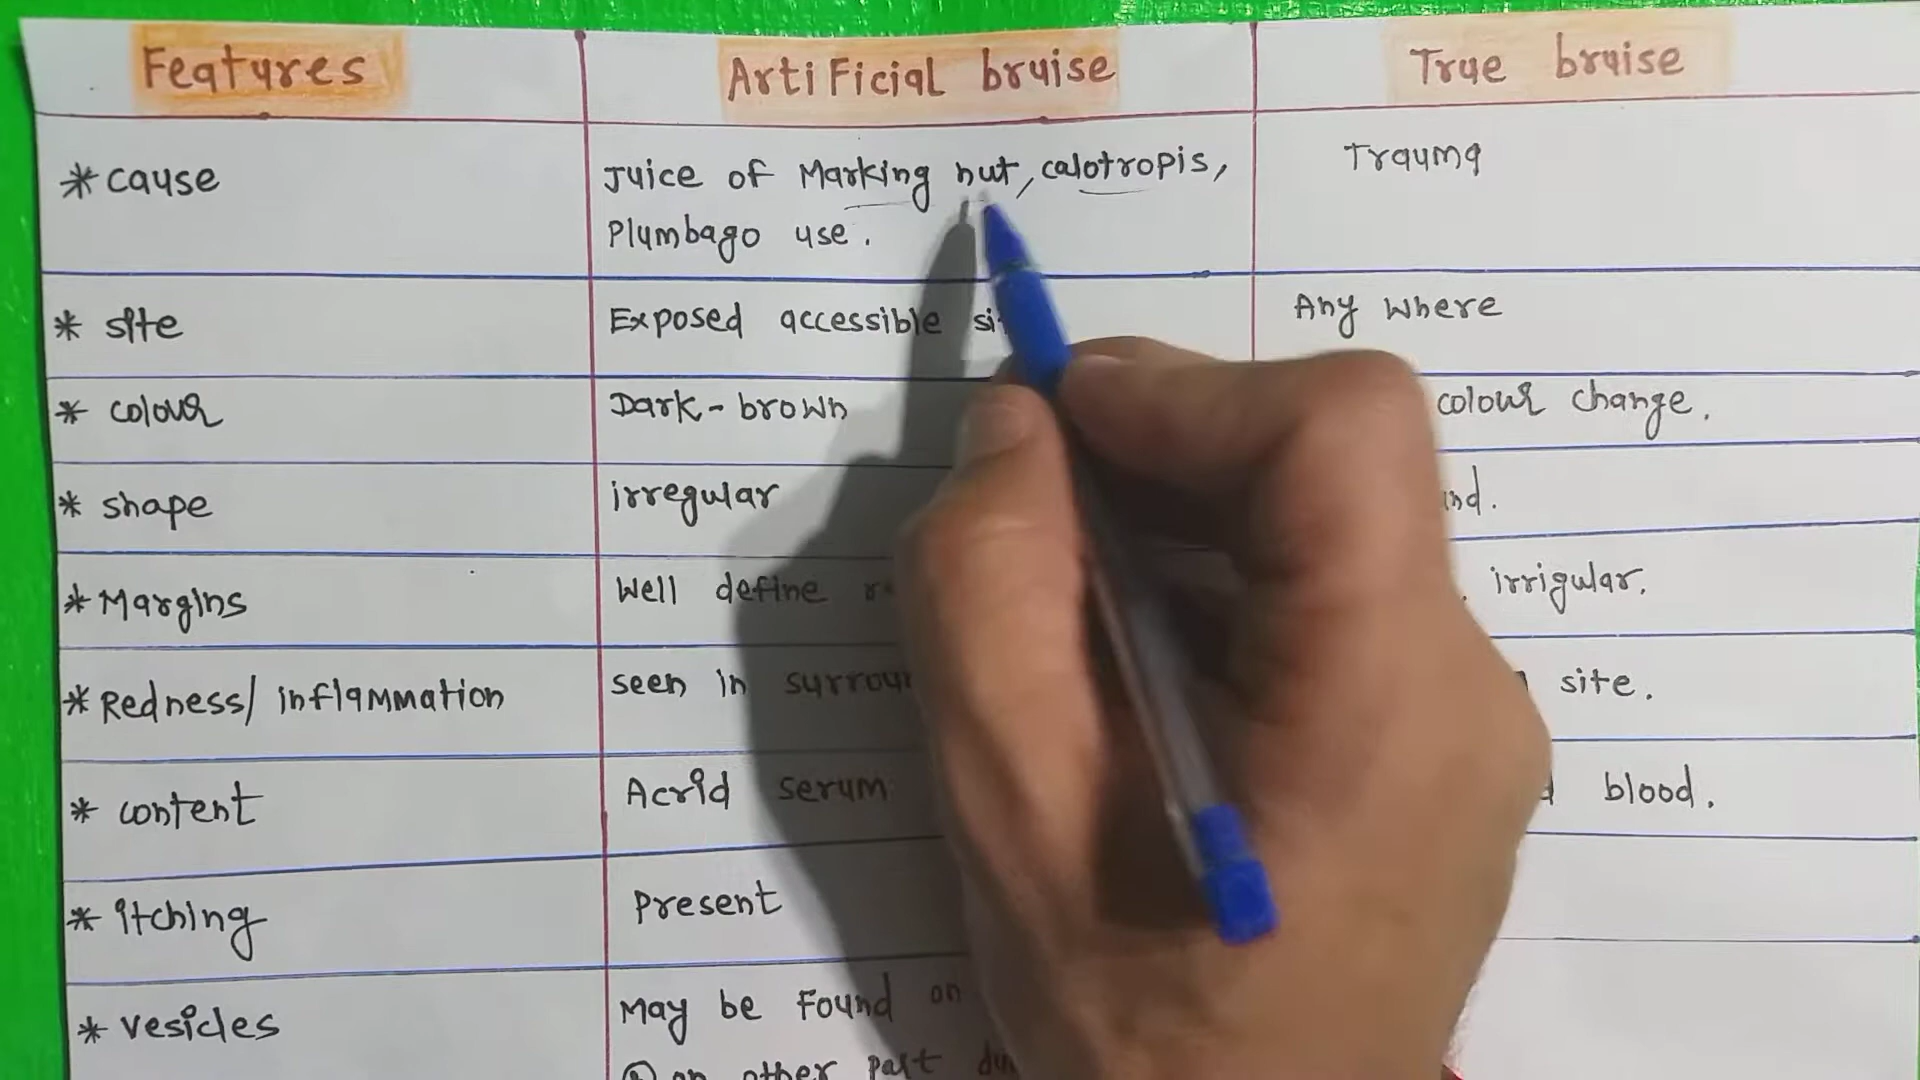 Features Artificial bruise True bruise
* cause Juice of Marking nut, calotropis, Trauma
Plumbago use.
* site Exposed accessible Any where
* colour Dark-brown colour change.
* shape irregular
* Margins Well define irrigular.
* Redness/ inflammation seen in site.
* content Acrid serum blood.
* itching Present
* vesicles May be Found on
on other part